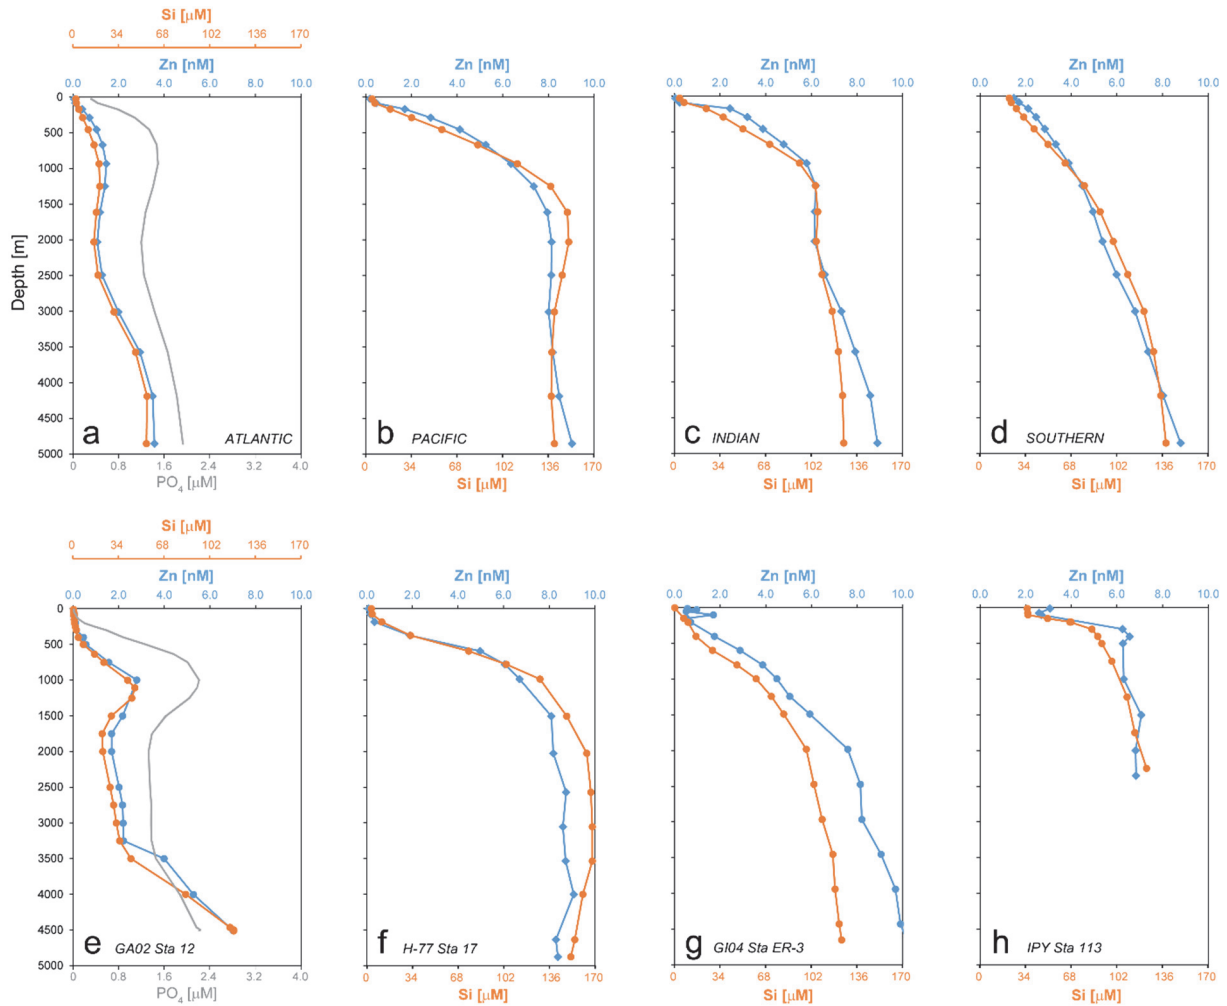 Si [μM]
0 34 68 102 136 170
Zn [nM]
0.0 2.0 4.0 6.0 8.0 10.0
Zn [nM]
0.0 2.0 4.0 6.0 8.0 10.0
Zn [nM]
0.0 2.0 4.0 6.0 8.0 10.0
Zn [nM]
0.0 2.0 4.0 6.0 8.0 10.0
Depth [m]
0
500
1000
1500
2000
2500
3000
3500
4000
4500
5000
a ATLANTIC
b PACIFIC
c INDIAN
d SOUTHERN
0.0 0.8 1.6 2.4 3.2 4.0
PO4 [μM]
0 34 68 102 136 170
Si [μM]
0 34 68 102 136 170
Si [μM]
0 34 68 102 136 170
Si [μM]
Si [μM]
0 34 68 102 136 170
Zn [nM]
0.0 2.0 4.0 6.0 8.0 10.0
Zn [nM]
0.0 2.0 4.0 6.0 8.0 10.0
Zn [nM]
0.0 2.0 4.0 6.0 8.0 10.0
Zn [nM]
0.0 2.0 4.0 6.0 8.0 10.0
0
500
1000
1500
2000
2500
3000
3500
4000
4500
5000
e GA02 Sta 12
f H-77 Sta 17
g GI04 Sta ER-3
h IPY Sta 113
0.0 0.8 1.6 2.4 3.2 4.0
PO4 [μM]
0 34 68 102 136 170
Si [μM]
0 34 68 102 136 170
Si [μM]
0 34 68 102 136 170
Si [μM]